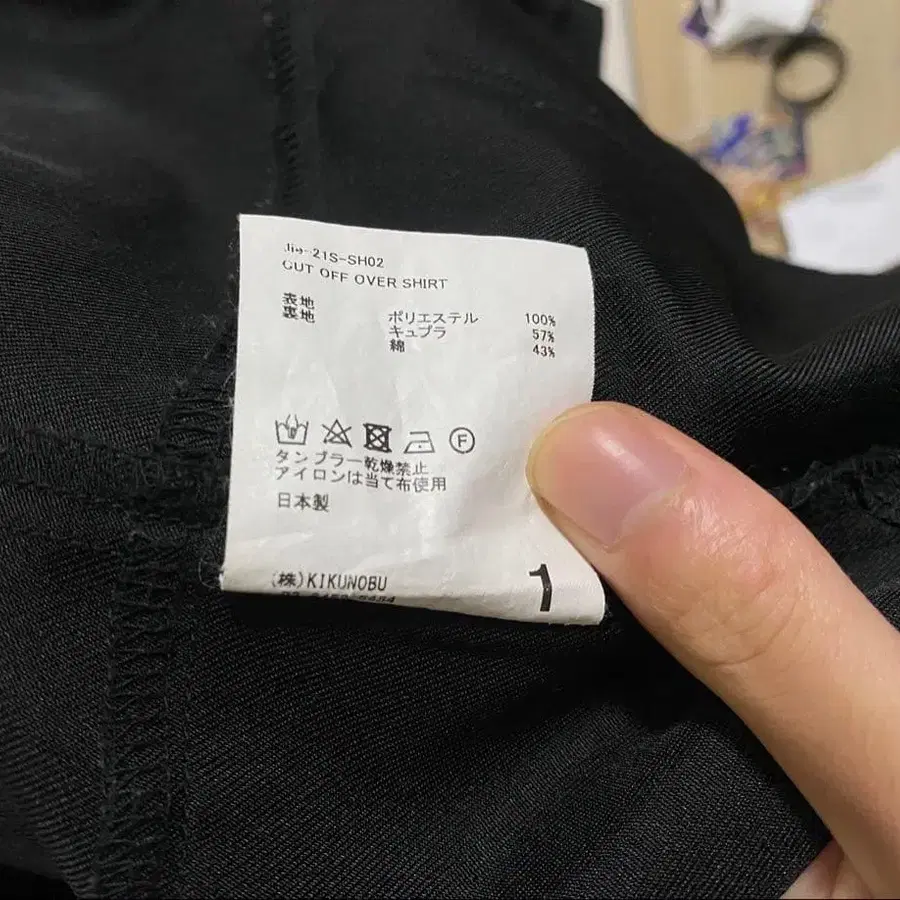 21S-SH02
CUT OFF OVER SHIRT
表地 ポリエステル 100%
裏地 キュプラ 57%
綿 43%
F
タンブラー乾燥禁止
アイロンは当て布使用
日本製
(株)KIKUNOBU
1